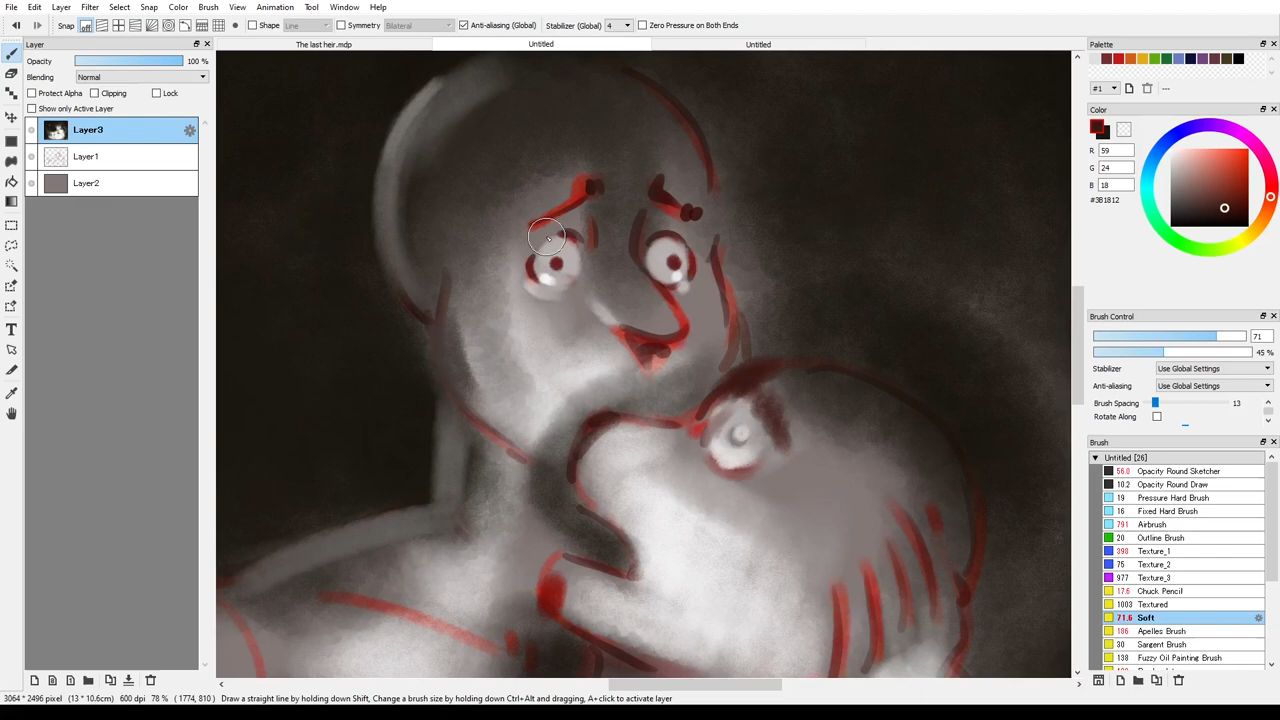 File Edit Layer Filter Select Snap Color Brush View Animation Tool Window Help
Snap off Shape Line Symmetry Bilateral Anti-aliasing (Global) Stabilizer (Global) 4 Zero Pressure on Both Ends
Layer
The last heir.mdp Untitled Untitled
Palette
Opacity 100 %
Blending Normal
Protect Alpha Clipping Lock
Show only Active Layer
Layer3
Layer1
Layer2
#1 ---
Color
R 59
G 24
B 18
#3B1812
Brush Control
71
45 %
Stabilizer Use Global Settings
Anti-aliasing Use Global Settings
Brush Spacing 13
Rotate Along
Brush
Untitled [26]
56.0 Opacity Round Sketcher
10.2 Opacity Round Draw
19 Pressure Hard Brush
16 Fixed Hard Brush
791 Airbrush
20 Outline Brush
398 Texture_1
75 Texture_2
977 Texture_3
17.6 Chuck Pencil
1003 Textured
71.6 Soft
186 Apelles Brush
30 Sargent Brush
138 Fuzzy Oil Painting Brush
3064 * 2496 pixel (13 * 10.6cm) 600 dpi 78 % (1774, 810) Draw a straight line by holding down Shift, Change a brush size by holding down Ctrl+Alt and dragging, A+click to activate layer